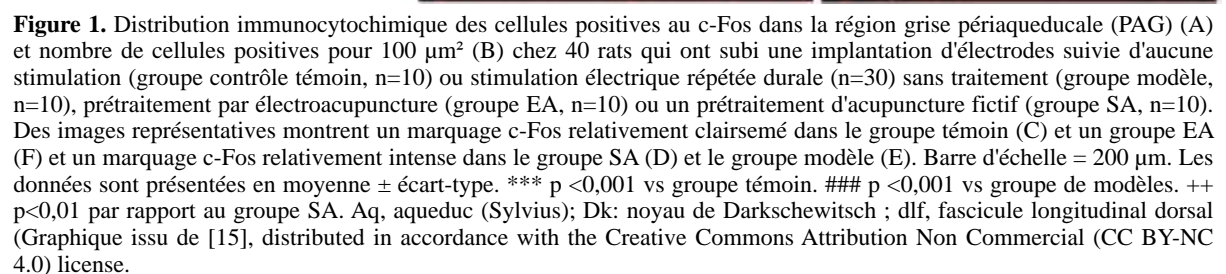 Figure 1. Distribution immunocytochimique des cellules positives au c-Fos dans la région grise périaqueducale (PAG) (A)
et nombre de cellules positives pour 100 µm² (B) chez 40 rats qui ont subi une implantation d'électrodes suivie d'aucune
stimulation (groupe contrôle témoin, n=10) ou stimulation électrique répétée durale (n=30) sans traitement (groupe modèle,
n=10), prétraitement par électroacupuncture (groupe EA, n=10) ou un prétraitement d'acupuncture fictif (groupe SA, n=10).
Des images représentatives montrent un marquage c-Fos relativement clairsemé dans le groupe témoin (C) et un groupe EA
(F) et un marquage c-Fos relativement intense dans le groupe SA (D) et le groupe modèle (E). Barre d'échelle = 200 µm. Les
données sont présentées en moyenne ± écart-type. *** p <0,001 vs groupe témoin. ### p <0,001 vs groupe de modèles. ++
p<0,01 par rapport au groupe SA. Aq, aqueduc (Sylvius); Dk: noyau de Darkschewitsch ; dlf, fascicule longitudinal dorsal
(Graphique issu de [15], distributed in accordance with the Creative Commons Attribution Non Commercial (CC BY-NC
4.0) license.